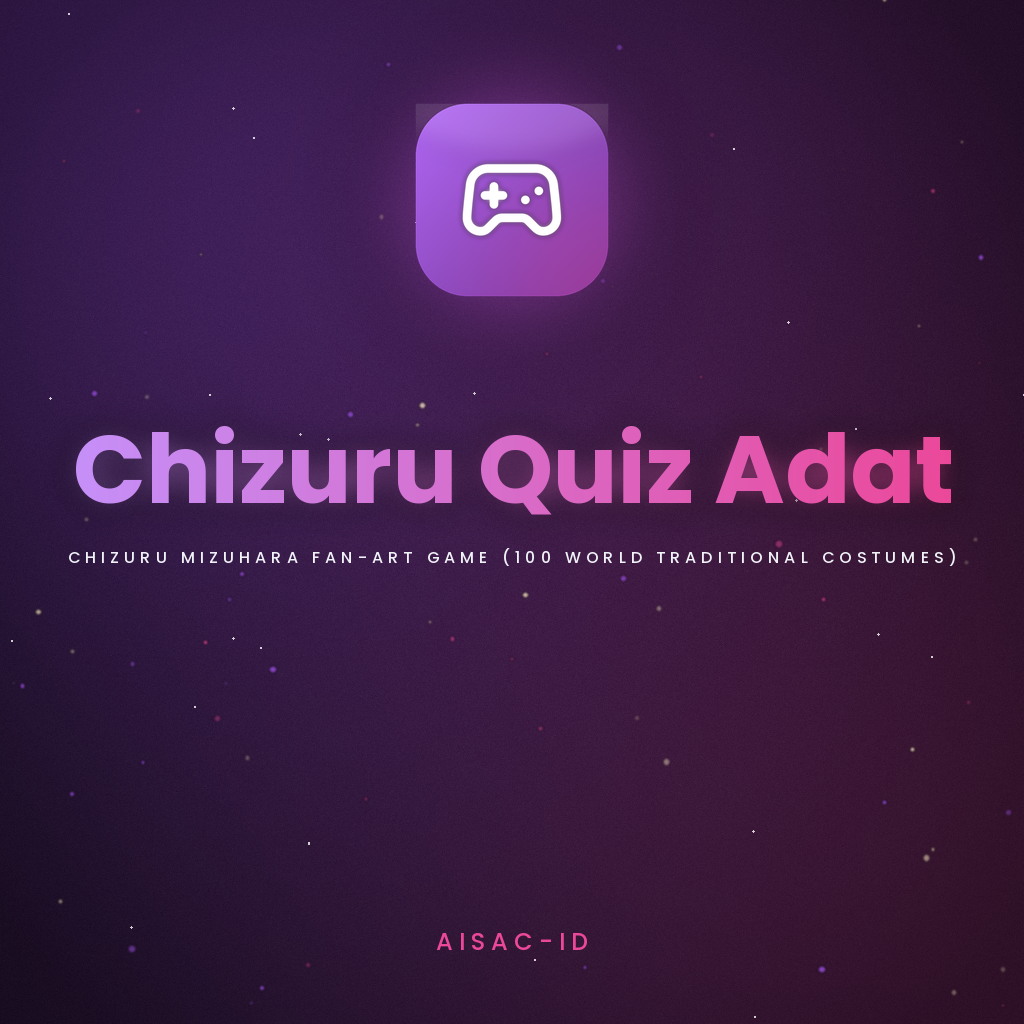 Chizuru Quiz Adat
CHIZURU MIZUHARA FAN-ART GAME (100 WORLD TRADITIONAL COSTUMES)
AISAC-ID